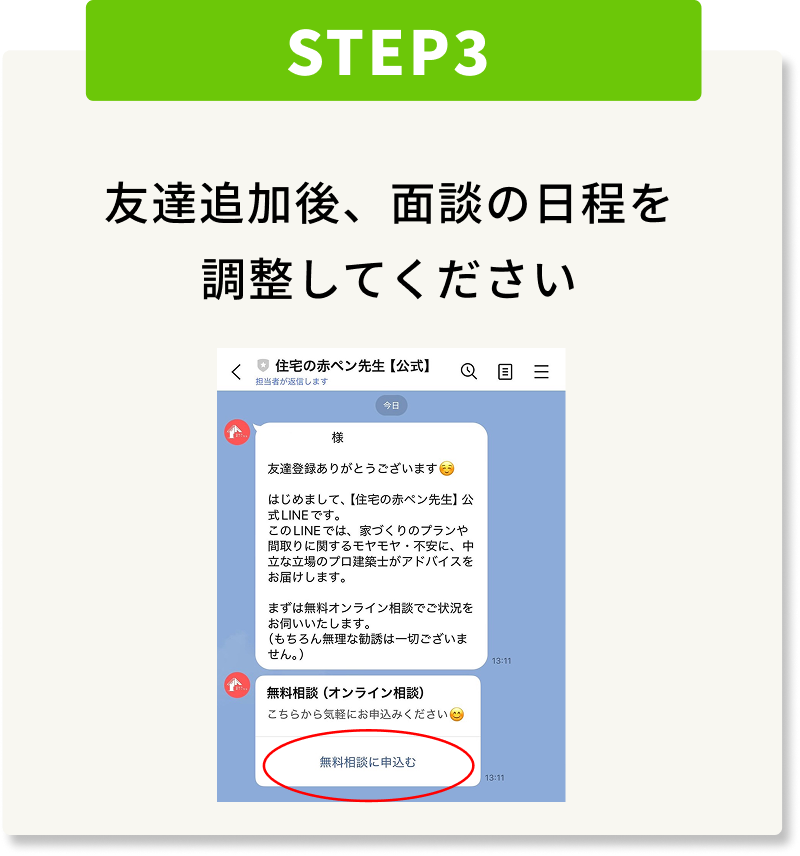 STEP3
友達追加後、面談の日程を
調整してください
住宅の赤ペン先生【公式】
担当者が返信します
今日
様
友達登録ありがとうございます😊
はじめまして、【住宅の赤ペン先生】公
式LINEです。
このLINEでは、家づくりのプランや
間取りに関するモヤモヤ・不安に、中
立な立場のプロ建築士がアドバイスを
お届けします。
まずは無料オンライン相談でご状況を
お伺いいたします。
(もちろん無理な勧誘は一切ございま
せん。)
13:11
無料相談(オンライン相談)
こちらから気軽にお申込みください😊
無料相談に申込む
13:11